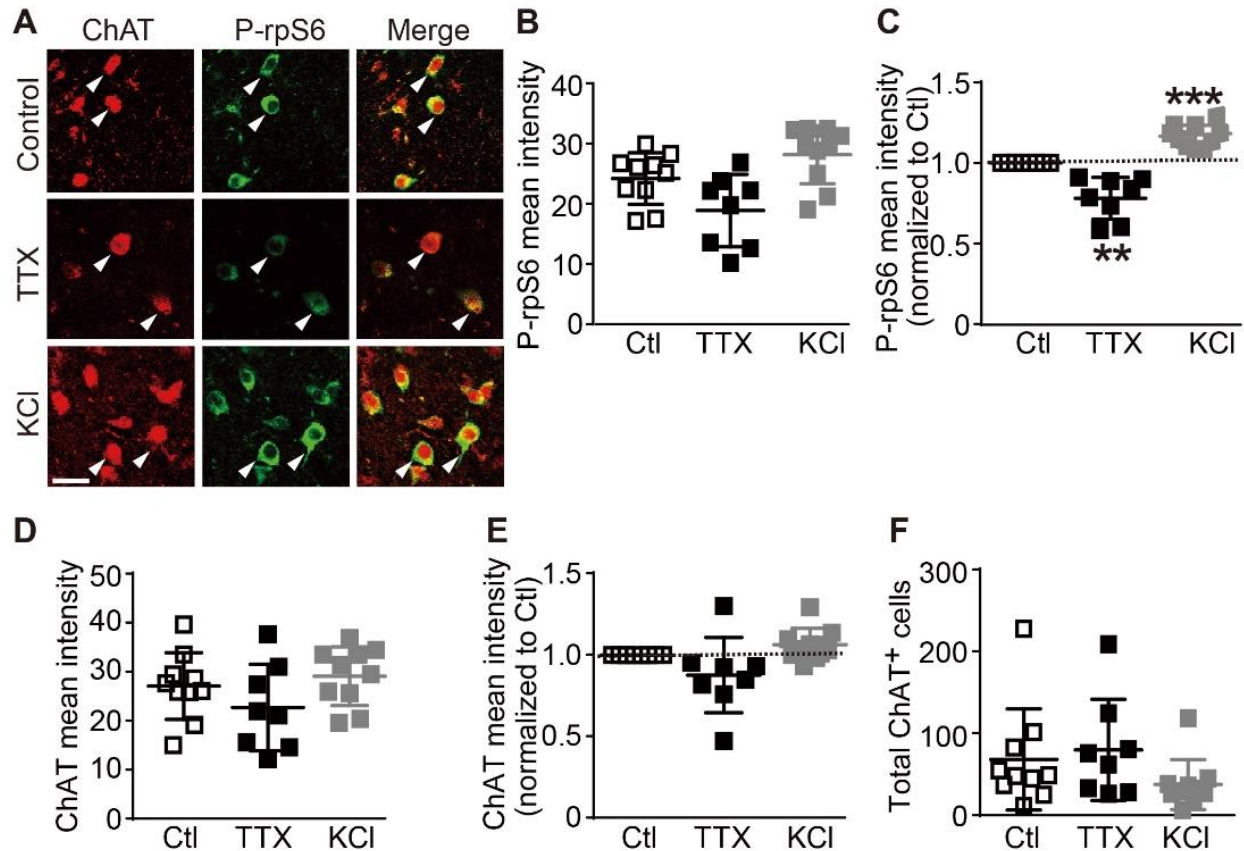 A
ChAT
P-rpS6
Merge
Control
TTX
KCl
B
P-rpS6 mean intensity
40
30
20
10
0
Ctl
TTX
KCl
C
P-rpS6 mean intensity
(normalized to Ctl)
1.5
1.0
0.5
0
***
**
Ctl
TTX
KCl
D
ChAT mean intensity
50
40
30
20
10
0
Ctl
TTX
KCl
E
ChAT mean intensity
(normalized to Ctl)
1.5
1.0
0.5
0
Ctl
TTX
KCl
F
Total ChAT+ cells
300
200
100
0
Ctl
TTX
KCl